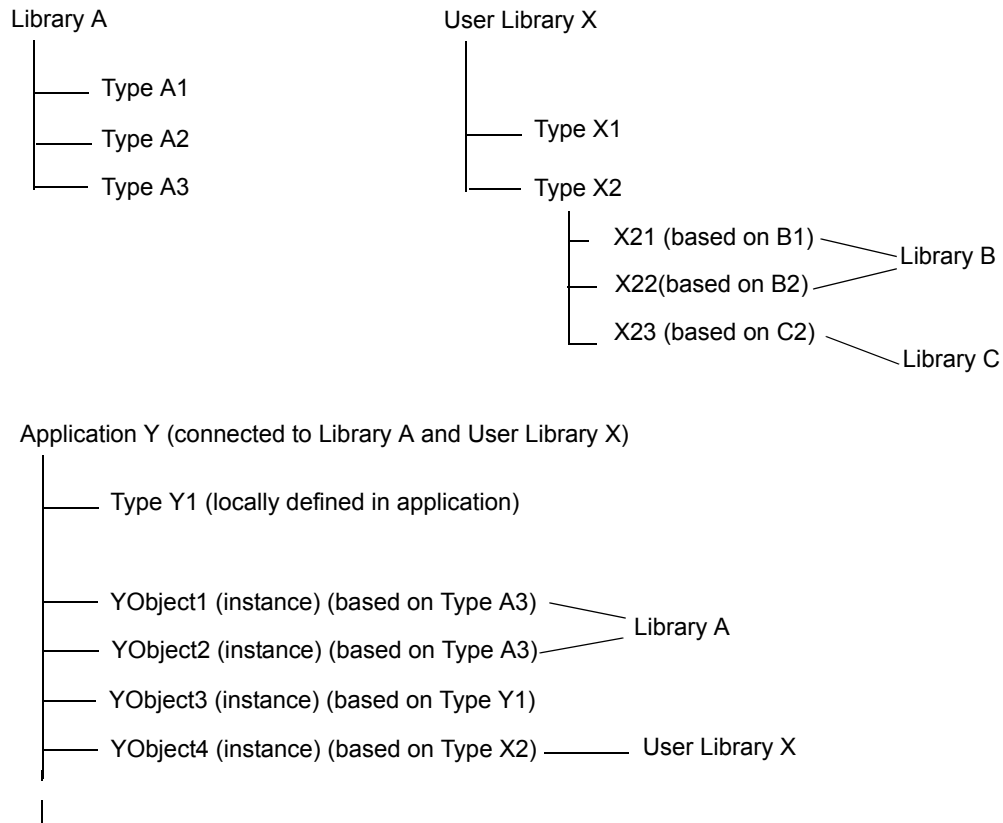 Library A
Type A1
Type A2
Type A3
User Library X
Type X1
Type X2
X21 (based on B1)
X22(based on B2)
Library B
X23 (based on C2)
Library C
Application Y (connected to Library A and User Library X)
Type Y1 (locally defined in application)
YObject1 (instance) (based on Type A3)
YObject2 (instance) (based on Type A3)
Library A
YObject3 (instance) (based on Type Y1)
YObject4 (instance) (based on Type X2)
User Library X